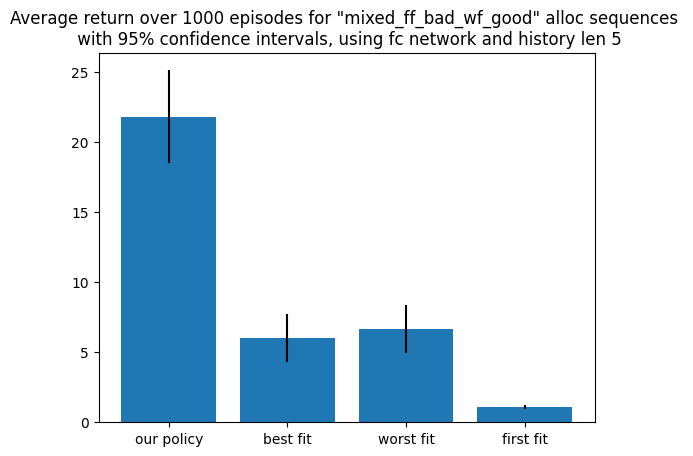 Average return over 1000 episodes for "mixed_ff_bad_wf_good" alloc sequences
with 95% confidence intervals, using fc network and history len 5
25
20
15
10
5
0
our policy
best fit
worst fit
first fit